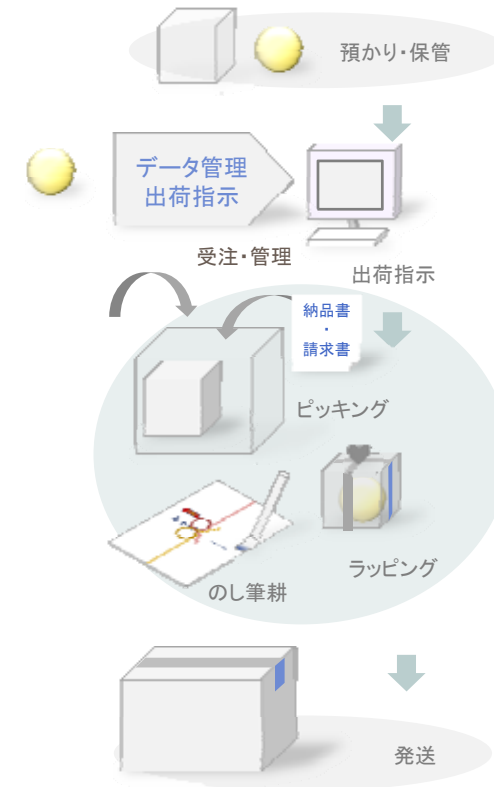 預かり・保管
データ管理
出荷指示
受注・管理
出荷指示
納品書
・
請求書
ピッキング
ラッピング
のし筆耕
発送